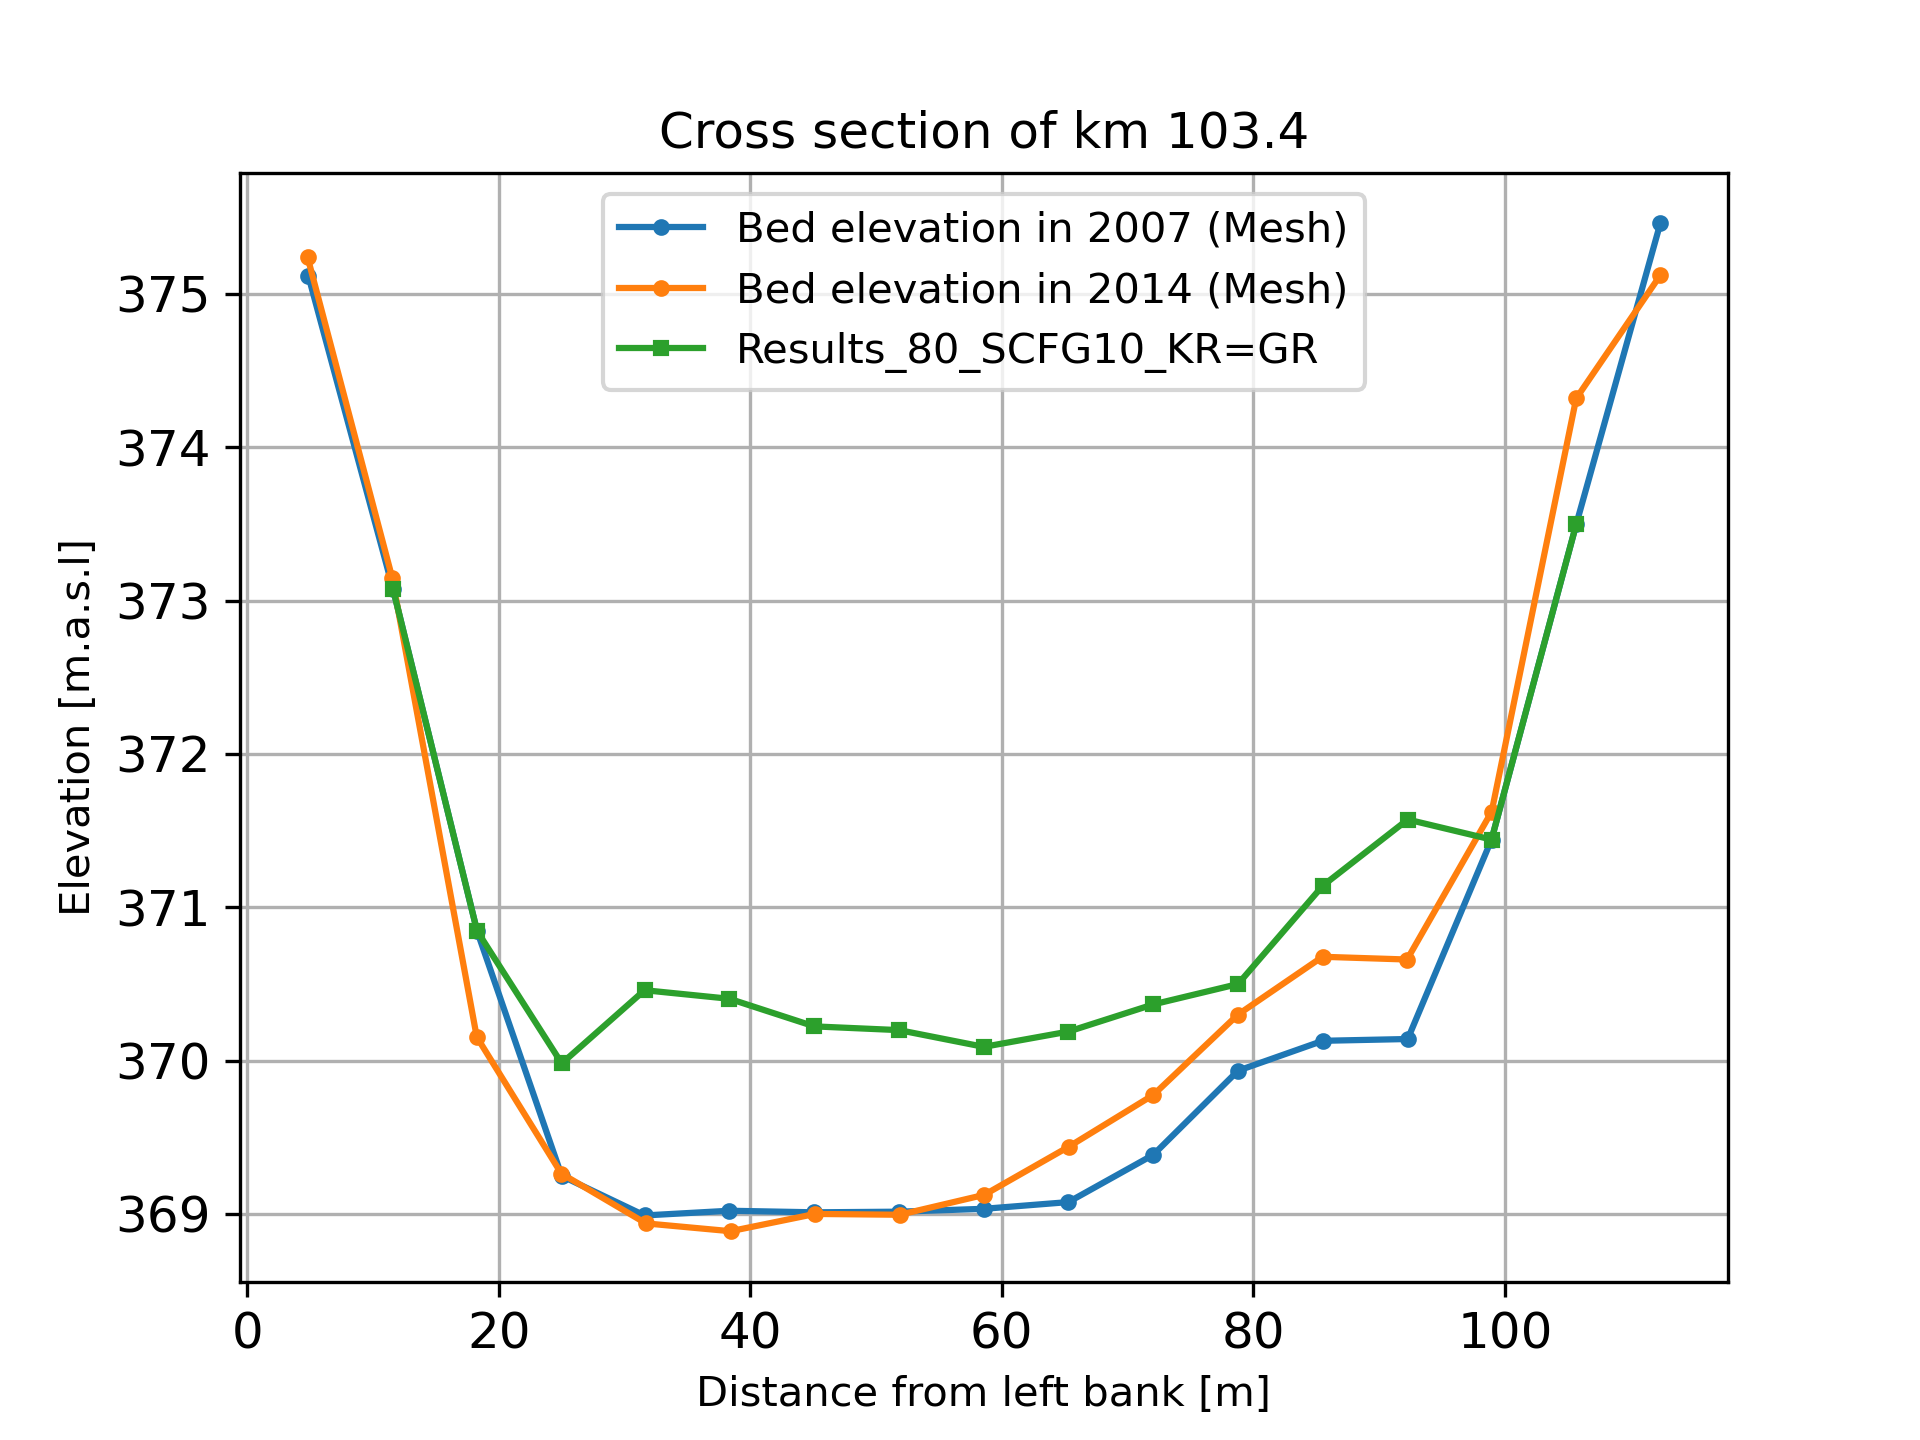 Cross section of km 103.4
Bed elevation in 2007 (Mesh)
Bed elevation in 2014 (Mesh)
Results_80_SCFG10_KR=GR
375
374
373
372
371
370
369
Elevation [m.a.s.l]
0 20 40 60 80 100
Distance from left bank [m]